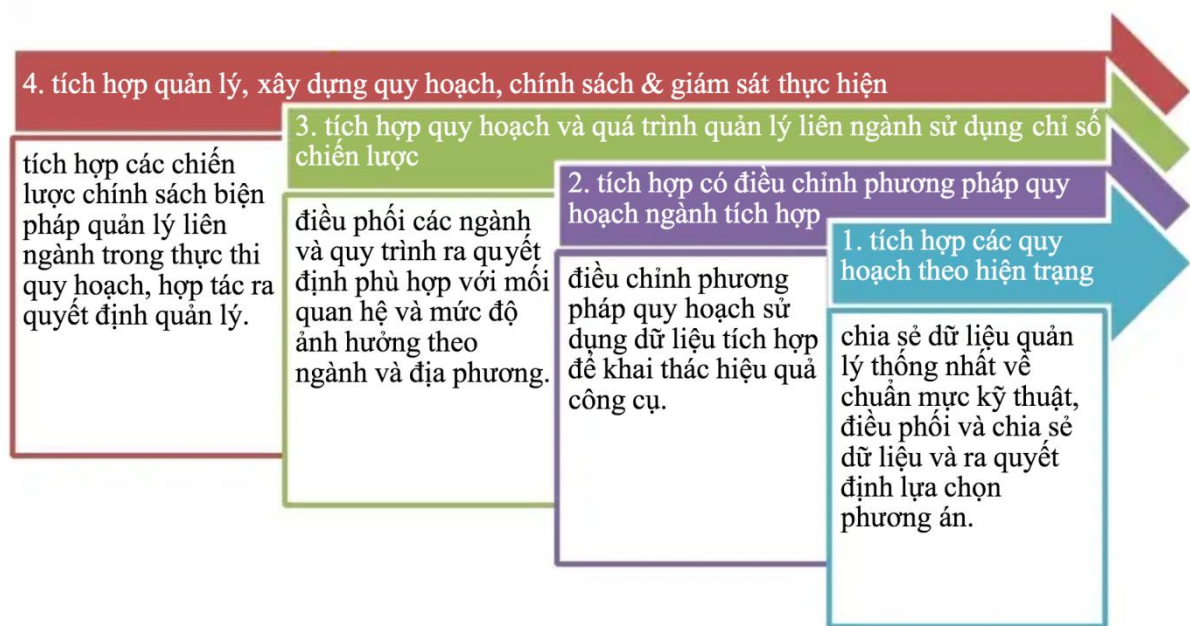 4. tích hợp quản lý, xây dựng quy hoạch, chính sách & giám sát thực hiện
tích hợp các chiến
lược chính sách biện
pháp quản lý liên
ngành trong thực thi
quy hoạch, hợp tác ra
quyết định quản lý.
3. tích hợp quy hoạch và quá trình quản lý liên ngành sử dụng chỉ số
chiến lược
điều phối các ngành
và quy trình ra quyết
định phù hợp với mối
quan hệ và mức độ
ảnh hưởng theo
ngành và địa phương.
2. tích hợp có điều chỉnh phương pháp quy
hoạch ngành tích hợp
điều chỉnh phương
pháp quy hoạch sử
dụng dữ liệu tích hợp
để khai thác hiệu quả
công cụ.
1. tích hợp các quy
hoạch theo hiện trạng
chia sẻ dữ liệu quản
lý thống nhất về
chuẩn mực kỹ thuật,
điều phối và chia sẻ
dữ liệu và ra quyết
định lựa chọn
phương án.